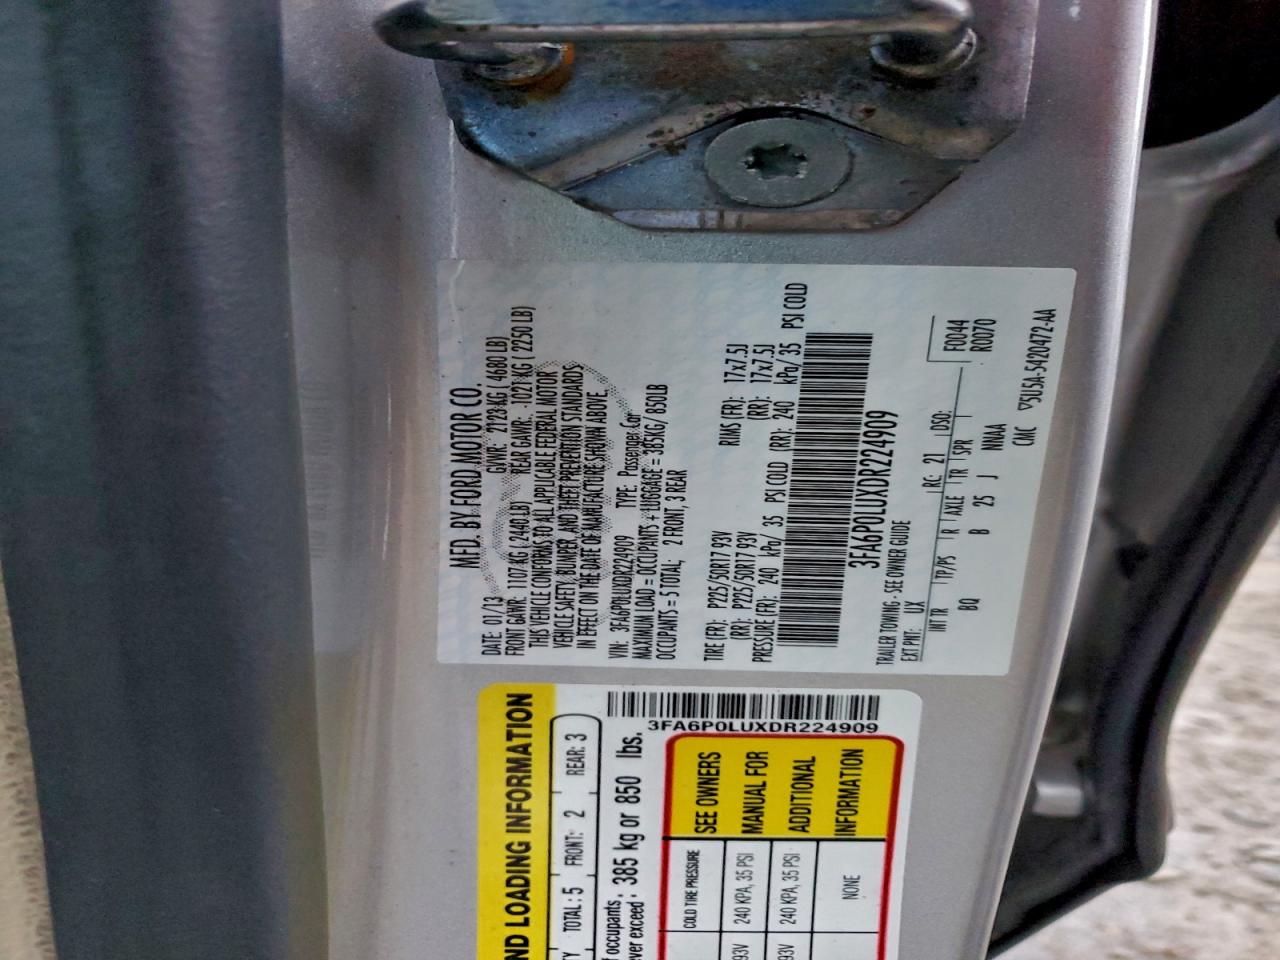 MFD. BY FORD MOTOR CO.
DATE: 01/13 GVWR: 2123 KG ( 4680 LB)
FRONT GAWR: 1107 KG ( 2440 LB) REAR GAWR: 1021 KG ( 2250 LB)
THIS VEHICLE CONFORMS TO ALL APPLICABLE FEDERAL MOTOR
VEHICLE SAFETY, BUMPER, AND THEFT PREVENTION STANDARDS
IN EFFECT ON THE DATE OF MANUFACTURE SHOWN ABOVE.
VIN: 3FA6P0LUXDR224909 TYPE: Passenger Car
MAXIMUM LOAD = OCCUPANTS + LUGGAGE = 385KG/ 850LB
OCCUPANTS = 5 TOTAL; 2 FRONT, 3 REAR
TIRE (FR): P225/50R17 93V RIMS (FR): 17x7.5J
(RR): P225/50R17 93V (RR): 17x7.5J
PRESSURE (FR): 240 kPa/ 35 PSI COLD (RR): 240 kPa/ 35 PSI COLD
3FA6P0LUXDR224909
TRAILER TOWING - SEE OWNER GUIDE
EXT PNT: UX RC: 21 DSO: F0044
INT TR TP/PS R AXLE TR SPR R0070
BQ B 25 J NNAA
CMC ▽5U5A-5420472-AA
ND LOADING INFORMATION
TOTAL: 5 FRONT: 2 REAR: 3
f occupants
ever exceed : 385 kg or 850 lbs.
3FA6P0LUXDR224909
COLD TIRE PRESSURE SEE OWNERS
93V 240 KPA, 35 PSI MANUAL FOR
93V 240 KPA, 35 PSI ADDITIONAL
NONE INFORMATION